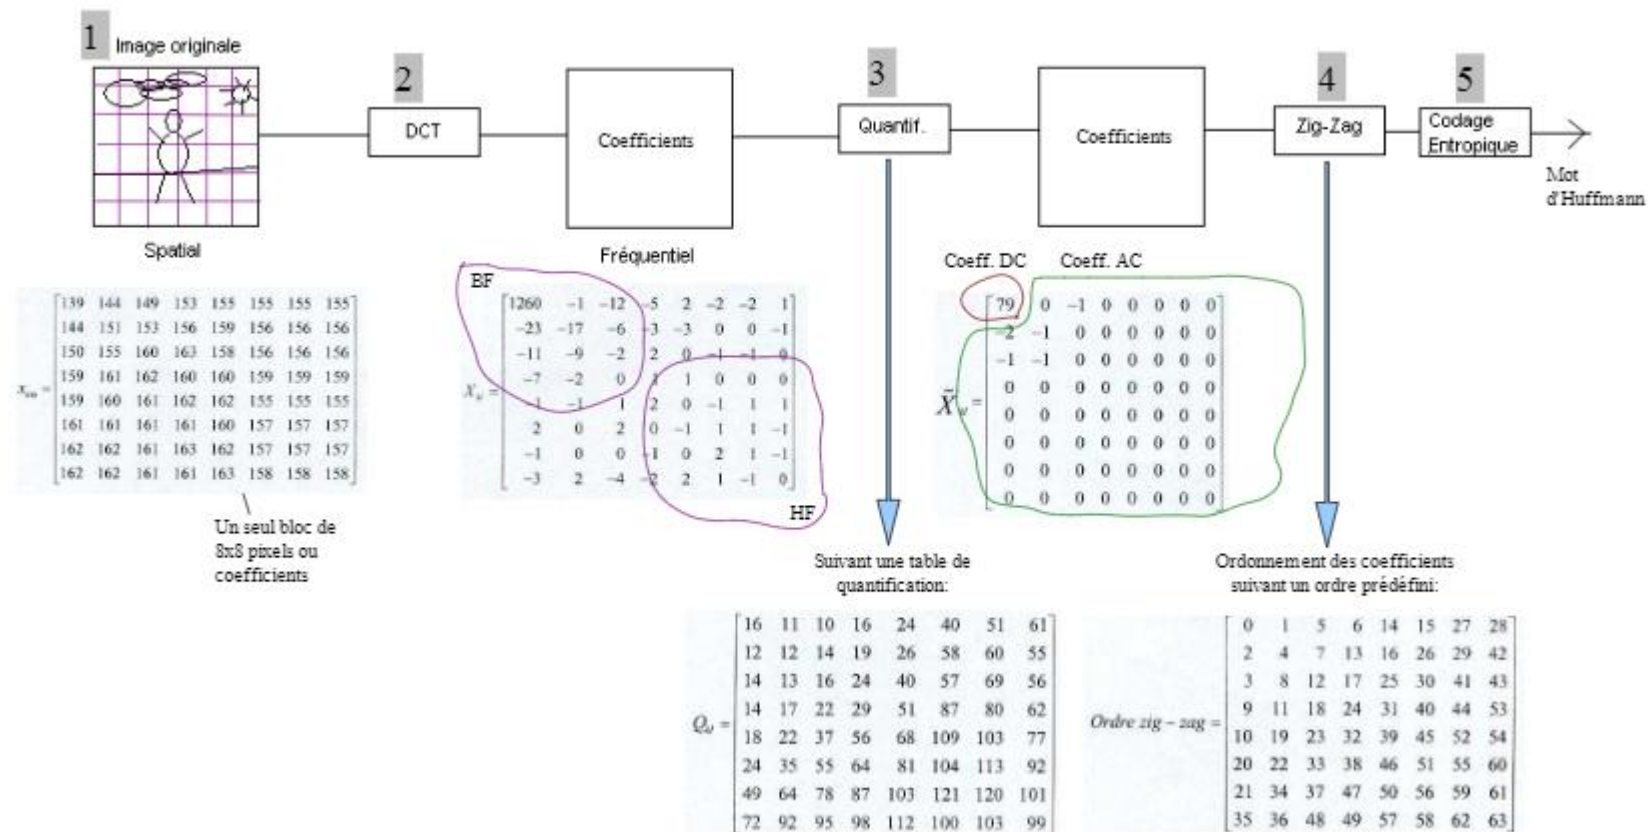 1 Image originale
2
3
4
5
DCT
Coefficients
Quantif.
Coefficients
Zig-Zag
Codage
Entropique
Mot
d'Huffmann
Spatial
Fréquentiel
Coeff. DC Coeff. AC
BF
139 144 149 153 155 155 155 155
144 151 153 156 159 156 156 156
150 155 160 163 158 156 156 156
159 161 162 160 160 159 159 159
159 160 161 162 162 155 155 155
161 161 161 161 160 157 157 157
162 162 161 163 162 157 157 157
162 162 161 161 163 158 158 158
Un seul bloc de
8x8 pixels ou
coefficients
1260 -1 -12 -5 2 -2 -2 1
-23 -17 -6 -3 -3 0 0 -1
-11 -9 -2 2 0 -1 -1 0
-7 -2 0 1 1 0 0 0
-1 -1 1 2 0 -1 1 1
2 0 2 0 -1 1 1 -1
-1 0 0 -1 0 2 1 -1
-3 2 -4 -2 2 1 -1 0
HF
79 0 -1 0 0 0 0 0
-2 -1 0 0 0 0 0 0
-1 -1 0 0 0 0 0 0
0 0 0 0 0 0 0 0
0 0 0 0 0 0 0 0
0 0 0 0 0 0 0 0
0 0 0 0 0 0 0 0
0 0 0 0 0 0 0 0
Suivant une table de
quantification:
Q =
16 11 10 16 24 40 51 61
12 12 14 19 26 58 60 55
14 13 16 24 40 57 69 56
14 17 22 29 51 87 80 62
18 22 37 56 68 109 103 77
24 35 55 64 81 104 113 92
49 64 78 87 103 121 120 101
72 92 95 98 112 100 103 99
Ordonnement des coefficients
suivant un ordre prédéfini:
Ordre zig-zag =
0 1 5 6 14 15 27 28
2 4 7 13 16 26 29 42
3 8 12 17 25 30 41 43
9 11 18 24 31 40 44 53
10 19 23 32 39 45 52 54
20 22 33 38 46 51 55 60
21 34 37 47 50 56 59 61
35 36 48 49 57 58 62 63